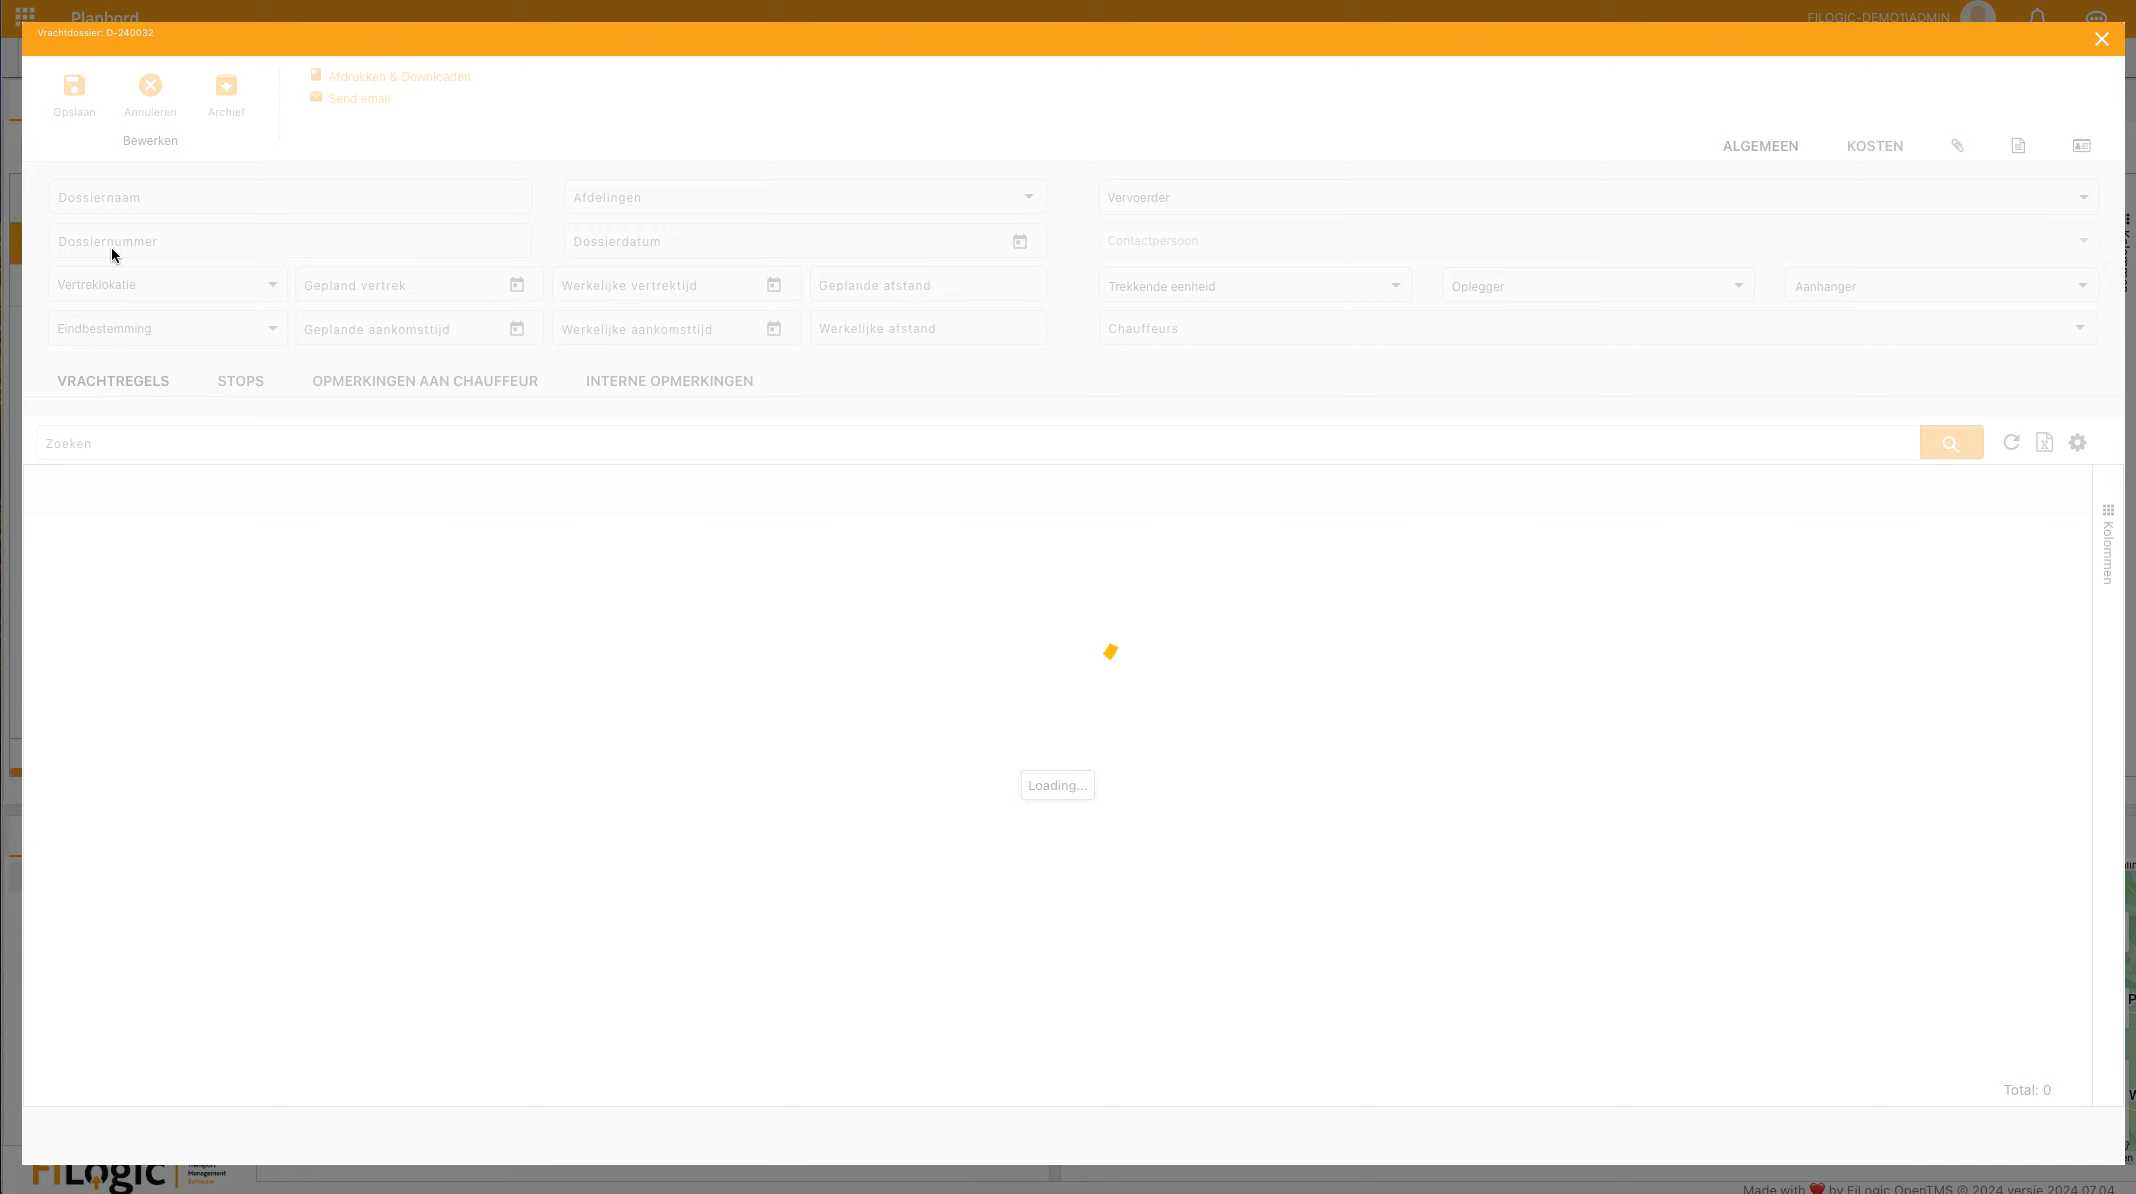 Planbord
FILOGIC-DEMO1\ADMIN
Vrachtdossier: D-240032
Opslaan
Annuleren
Archief
Bewerken
Afdrukken & Downloaden
Send email
ALGEMEEN
KOSTEN
Dossiernaam
Afdelingen
Vervoerder
Dossiernummer
Dossierdatum
Contactpersoon
Vertreklokatie
Gepland vertrek
Werkelijke vertrektijd
Geplande afstand
Trekkende eenheid
Oplegger
Aanhanger
Eindbestemming
Geplande aankomsttijd
Werkelijke aankomsttijd
Werkelijke afstand
Chauffeurs
VRACHTREGELS
STOPS
OPMERKINGEN AAN CHAUFFEUR
INTERNE OPMERKINGEN
Zoeken
Kolommen
Loading...
Total: 0
FiLogic
Management
Software
Made with ❤️ by FiLogic OpenTMS © 2024 versie 2024.07.04